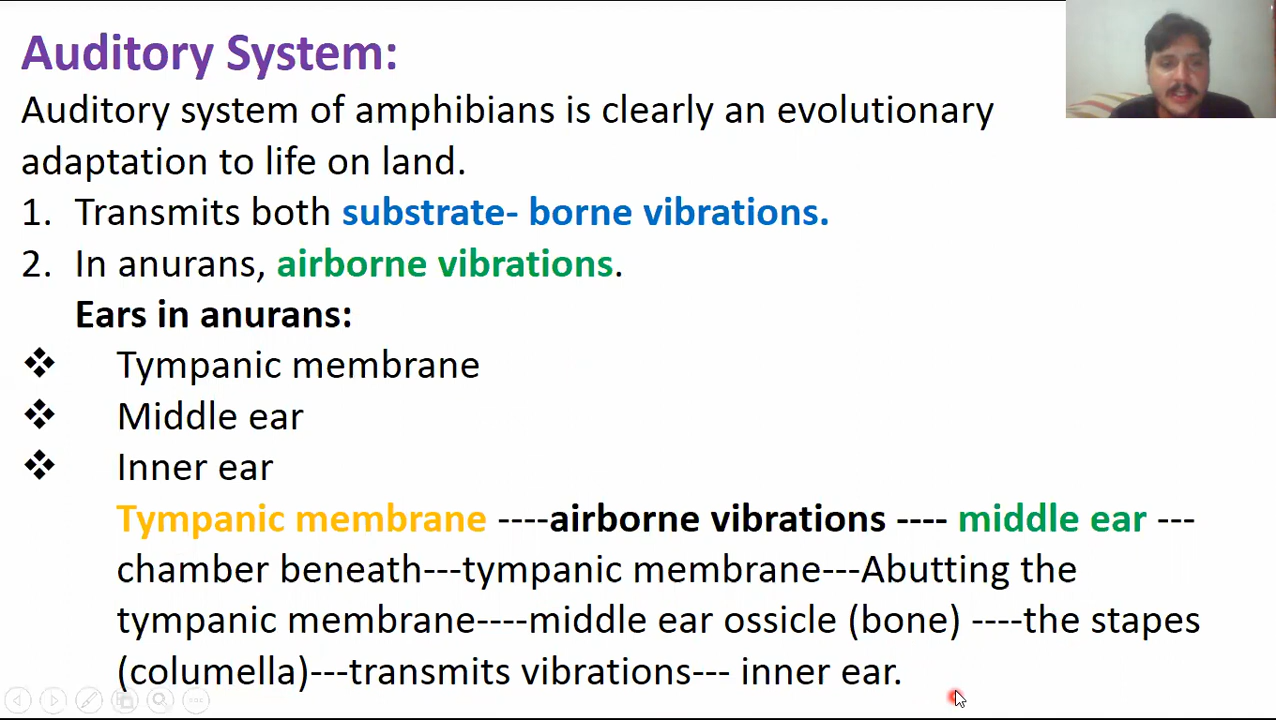 Auditory System:
Auditory system of amphibians is clearly an evolutionary
adaptation to life on land.
1. Transmits both substrate- borne vibrations.
2. In anurans, airborne vibrations.
Ears in anurans:
❖ Tympanic membrane
❖ Middle ear
❖ Inner ear
Tympanic membrane ----airborne vibrations ---- middle ear ---
chamber beneath---tympanic membrane---Abutting the
tympanic membrane----middle ear ossicle (bone) ----the stapes
(columella)---transmits vibrations--- inner ear.